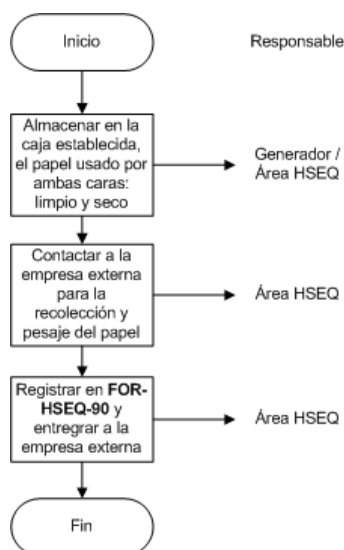 Inicio
Responsable
Almacenar en la
caja establecida,
el papel usado por
ambas caras:
limpio y seco
Generador /
Área HSEQ
Contactar a la
empresa externa
para la
recolección y
pesaje del papel
Área HSEQ
Registrar en FOR-
HSEQ-90 y
entregrar a la
empresa externa
Área HSEQ
Fin